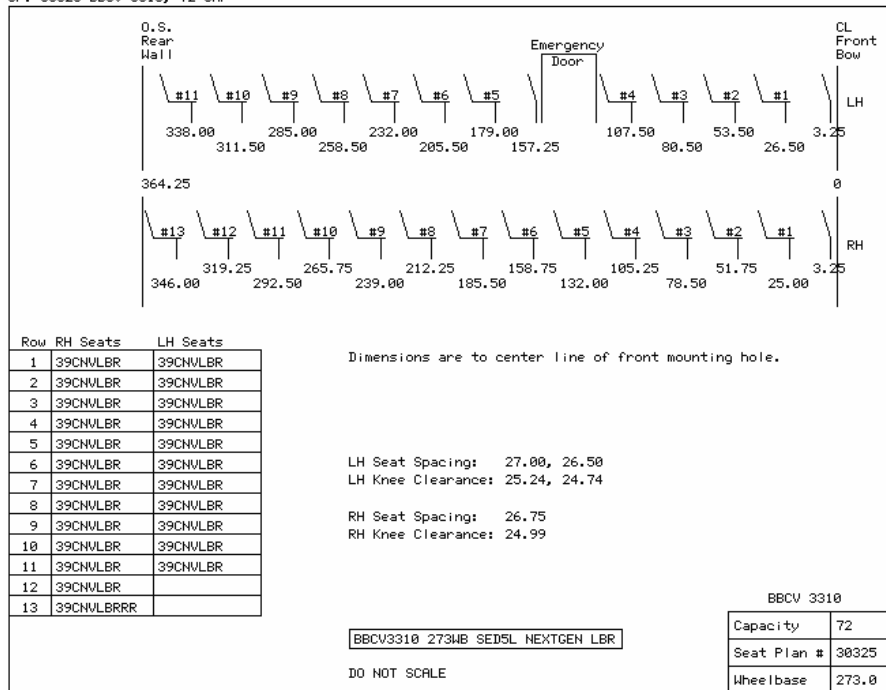 O.S.
Rear
Wall
CL
Front
Bow
Emergency
Door
#11 #10 #9 #8 #7 #6 #5 #4 #3 #2 #1 LH
338.00 285.00 232.00 179.00 107.50 53.50 3.25
311.50 258.50 205.50 157.25 80.50 26.50
364.25 0
#13 #12 #11 #10 #9 #8 #7 #6 #5 #4 #3 #2 #1 RH
319.25 265.75 212.25 158.75 105.25 51.75 3.25
346.00 292.50 239.00 185.50 132.00 78.50 25.00
Row RH Seats LH Seats
1 39CNVLBR 39CNVLBR
2 39CNVLBR 39CNVLBR
3 39CNVLBR 39CNVLBR
4 39CNVLBR 39CNVLBR
5 39CNVLBR 39CNVLBR
6 39CNVLBR 39CNVLBR
7 39CNVLBR 39CNVLBR
8 39CNVLBR 39CNVLBR
9 39CNVLBR 39CNVLBR
10 39CNVLBR 39CNVLBR
11 39CNVLBR 39CNVLBR
12 39CNVLBR
13 39CNVLBRRR
Dimensions are to center line of front mounting hole.
LH Seat Spacing: 27.00, 26.50
LH Knee Clearance: 25.24, 24.74
RH Seat Spacing: 26.75
RH Knee Clearance: 24.99
BBCV3310 273WB SED5L NEXTGEN LBR
DO NOT SCALE
BBCV 3310
Capacity 72
Seat Plan # 30325
Wheelbase 273.0